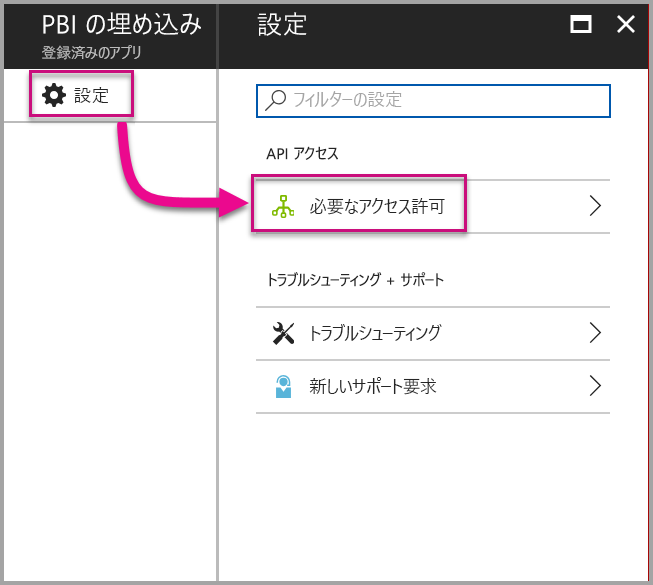 PBI の埋め込み
登録済みのアプリ
設定
設定
フィルターの設定
API アクセス
必要なアクセス許可
トラブルシューティング + サポート
トラブルシューティング
新しいサポート要求